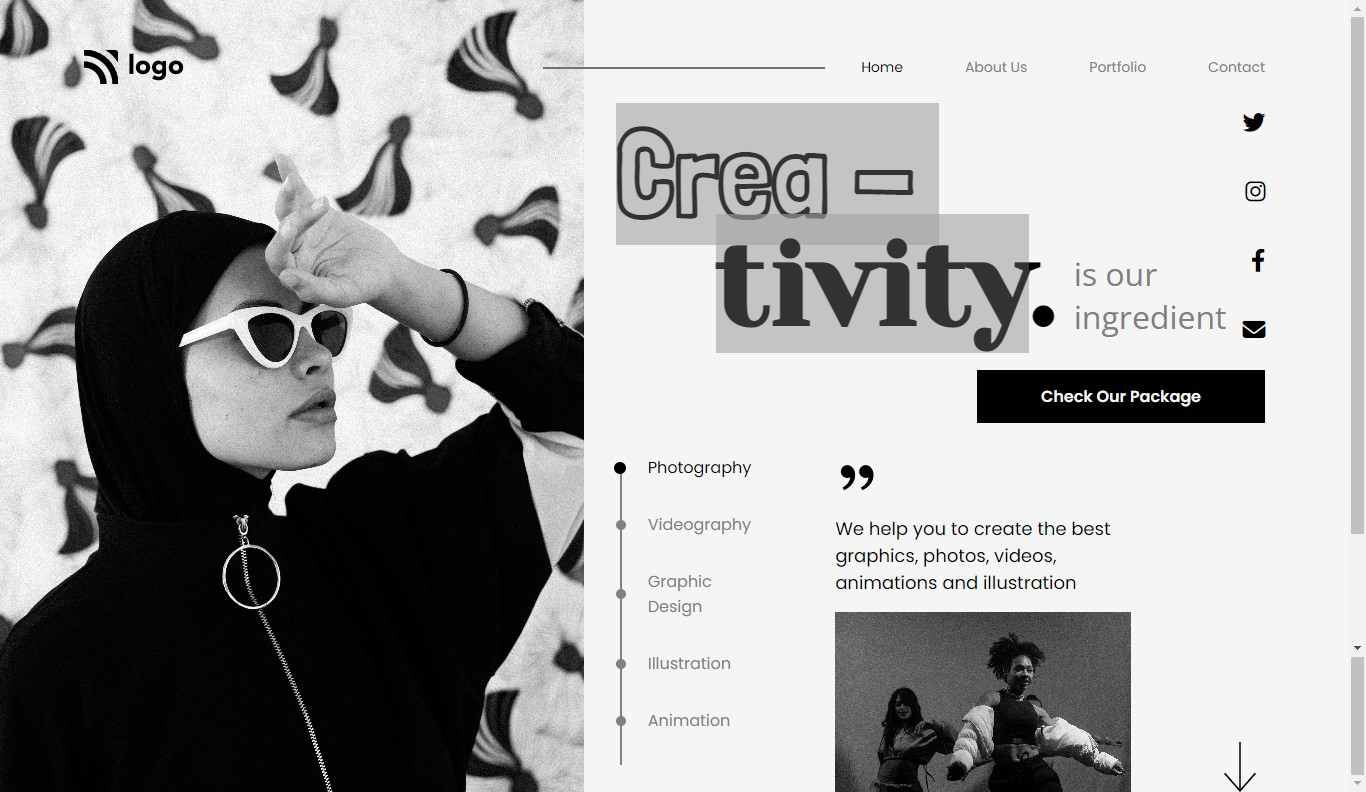 logo
Home About Us Portfolio Contact
Crea –
tivity.
is our
ingredient
Check Our Package
Photography
Videography
Graphic
Design
Illustration
Animation
”
We help you to create the best
graphics, photos, videos,
animations and illustration